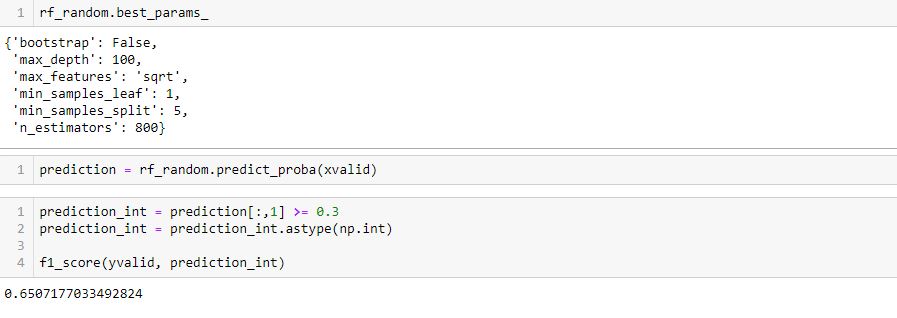 1 rf_random.best_params_
{'bootstrap': False,
'max_depth': 100,
'max_features': 'sqrt',
'min_samples_leaf': 1,
'min_samples_split': 5,
'n_estimators': 800}
1 prediction = rf_random.predict_proba(xvalid)
1 prediction_int = prediction[:,1] >= 0.3
2 prediction_int = prediction_int.astype(np.int)
3
4 f1_score(yvalid, prediction_int)
0.6507177033492824